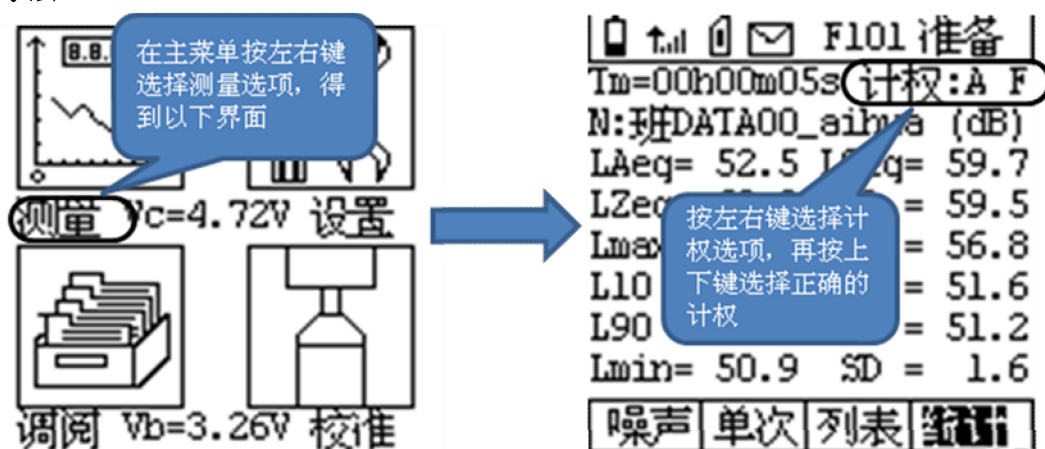 8.8.
在主菜单按左右键
选择测量选项，得
到以下界面
测量 Vc=4.72V 设置
调阅 Vb=3.26V 校准
F101 准备
Tm=00h00m05s 计权:A F
N:班DATA00_aihua (dB)
LAeq= 52.5 = 59.7
LZeq = 59.5
Lmax = 56.8
L10 = 51.6
L90 = 51.2
Lmin= 50.9 SD = 1.6
按左右键选择计
权选项，再按上
下键选择正确的
计权
噪声 单次 列表 统计